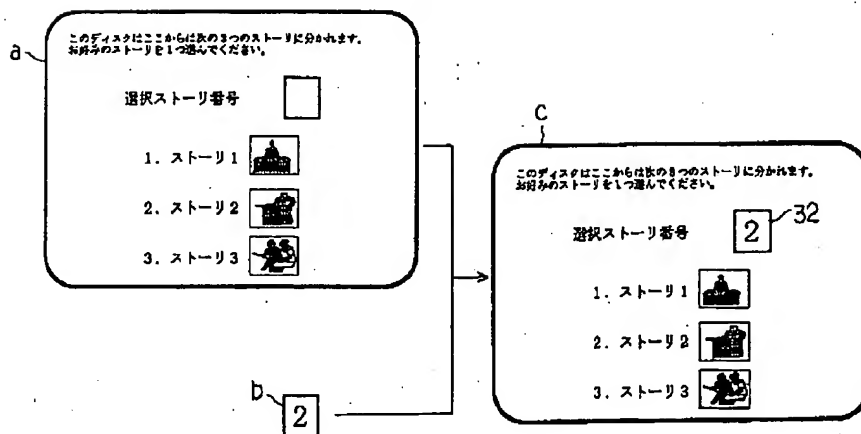 a
このディスクはここからは次の3つのストーリに分かれます。
お好みのストーリを1つ選んでください。
選択ストーリ番号
1. ストーリ1
2. ストーリ2
3. ストーリ3
b
2
c
このディスクはここからは次の3つのストーリに分かれます。
お好みのストーリを1つ選んでください。
選択ストーリ番号
2
32
1. ストーリ1
2. ストーリ2
3. ストーリ3